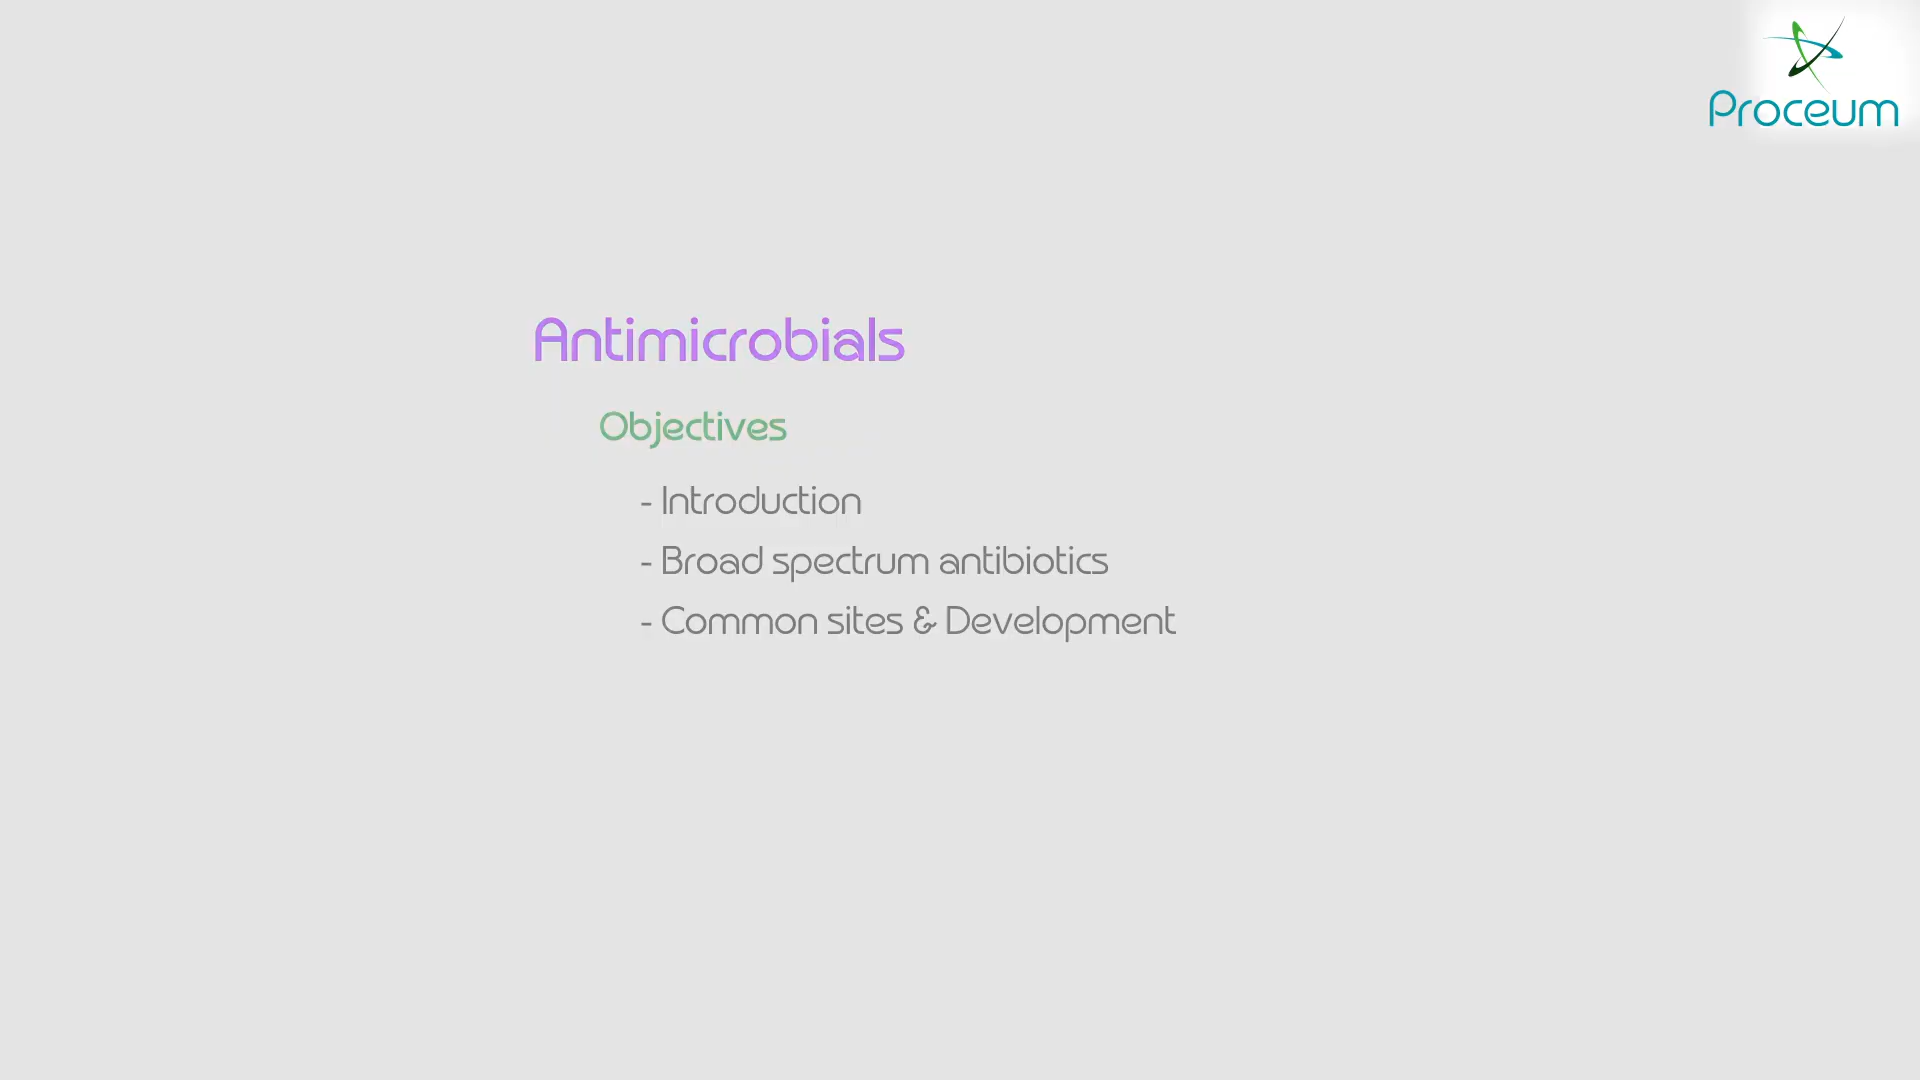 Proceum
Antimicrobials
Objectives
- Introduction
- Broad spectrum antibiotics
- Common sites & Development